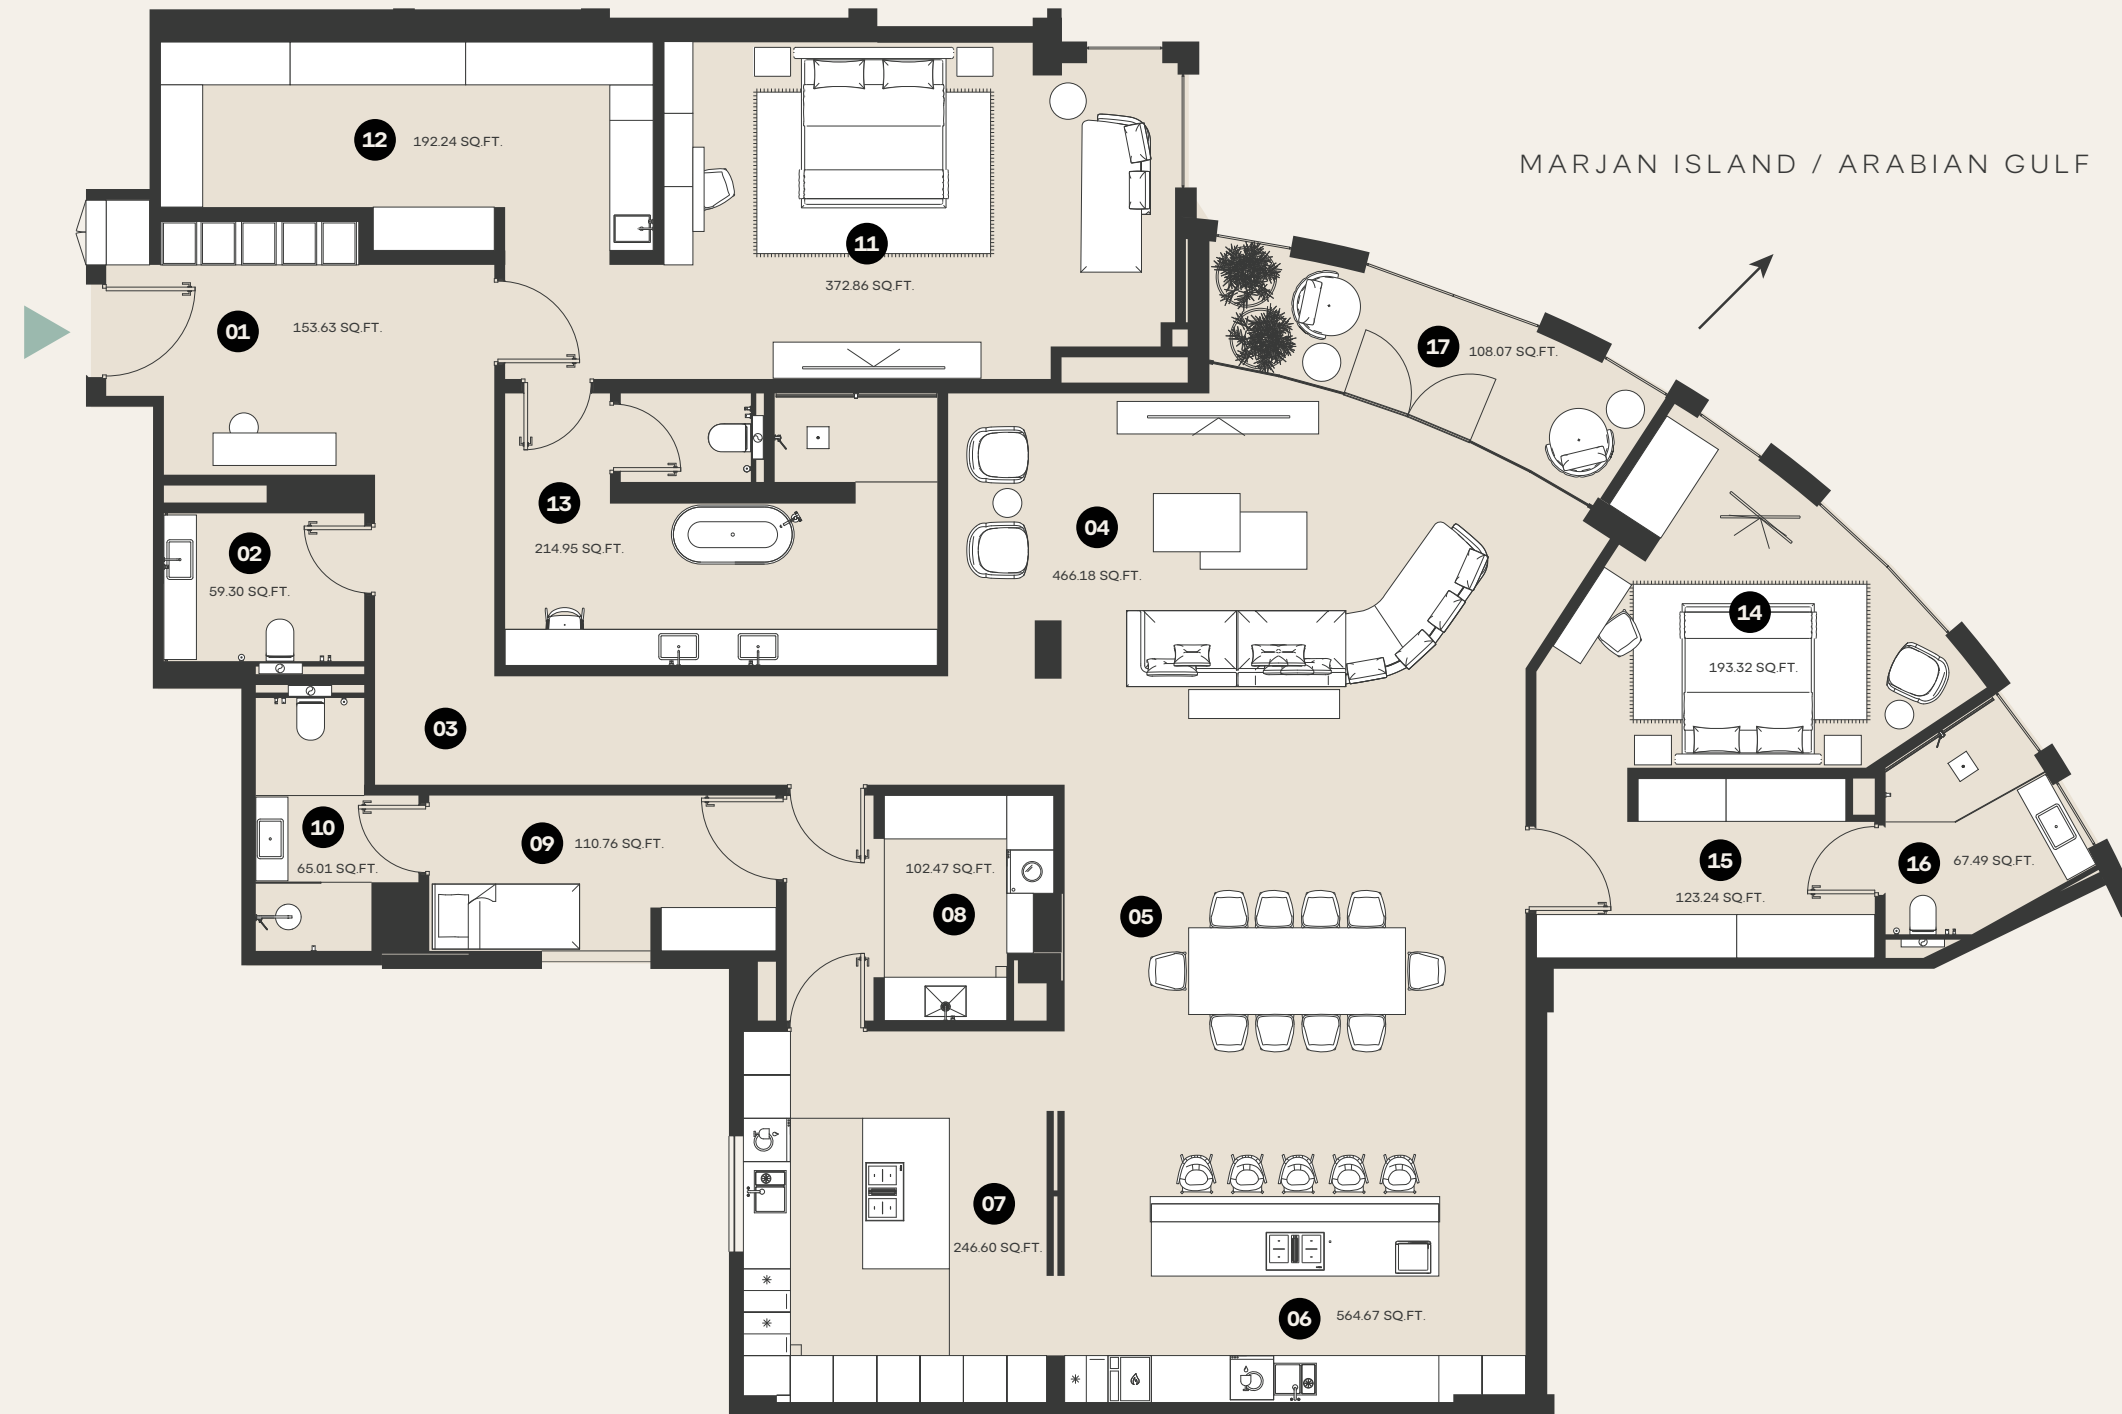 12 192.24 SQ.FT.
MARJAN ISLAND / ARABIAN GULF
11
372.86 SQ.FT.
01 153.63 SQ.FT.
17 108.07 SQ.FT.
13
214.95 SQ.FT.
04
466.18 SQ.FT.
02
59.30 SQ.FT.
14
193.32 SQ.FT.
03
10
65.01 SQ.FT.
09 110.76 SQ.FT.
102.47 SQ.FT.
08
05
15
123.24 SQ.FT.
16 67.49 SQ.FT.
07
246.60 SQ.FT.
06 564.67 SQ.FT.